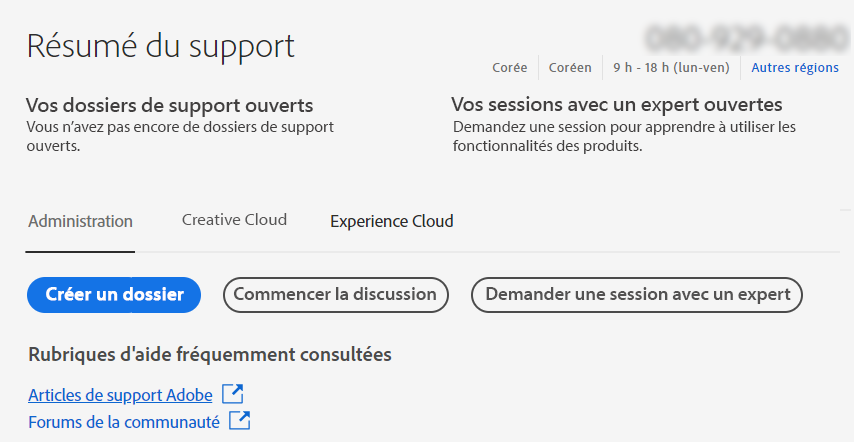 Résumé du support
Corée
Coréen
9 h - 18 h (lun-ven)
Autres régions
Vos dossiers de support ouverts
Vous n’avez pas encore de dossiers de support
ouverts.
Vos sessions avec un expert ouvertes
Demandez une session pour apprendre à utiliser les
fonctionnalités des produits.
Administration
Creative Cloud
Experience Cloud
Créer un dossier
Commencer la discussion
Demander une session avec un expert
Rubriques d'aide fréquemment consultées
Articles de support Adobe
Forums de la communauté